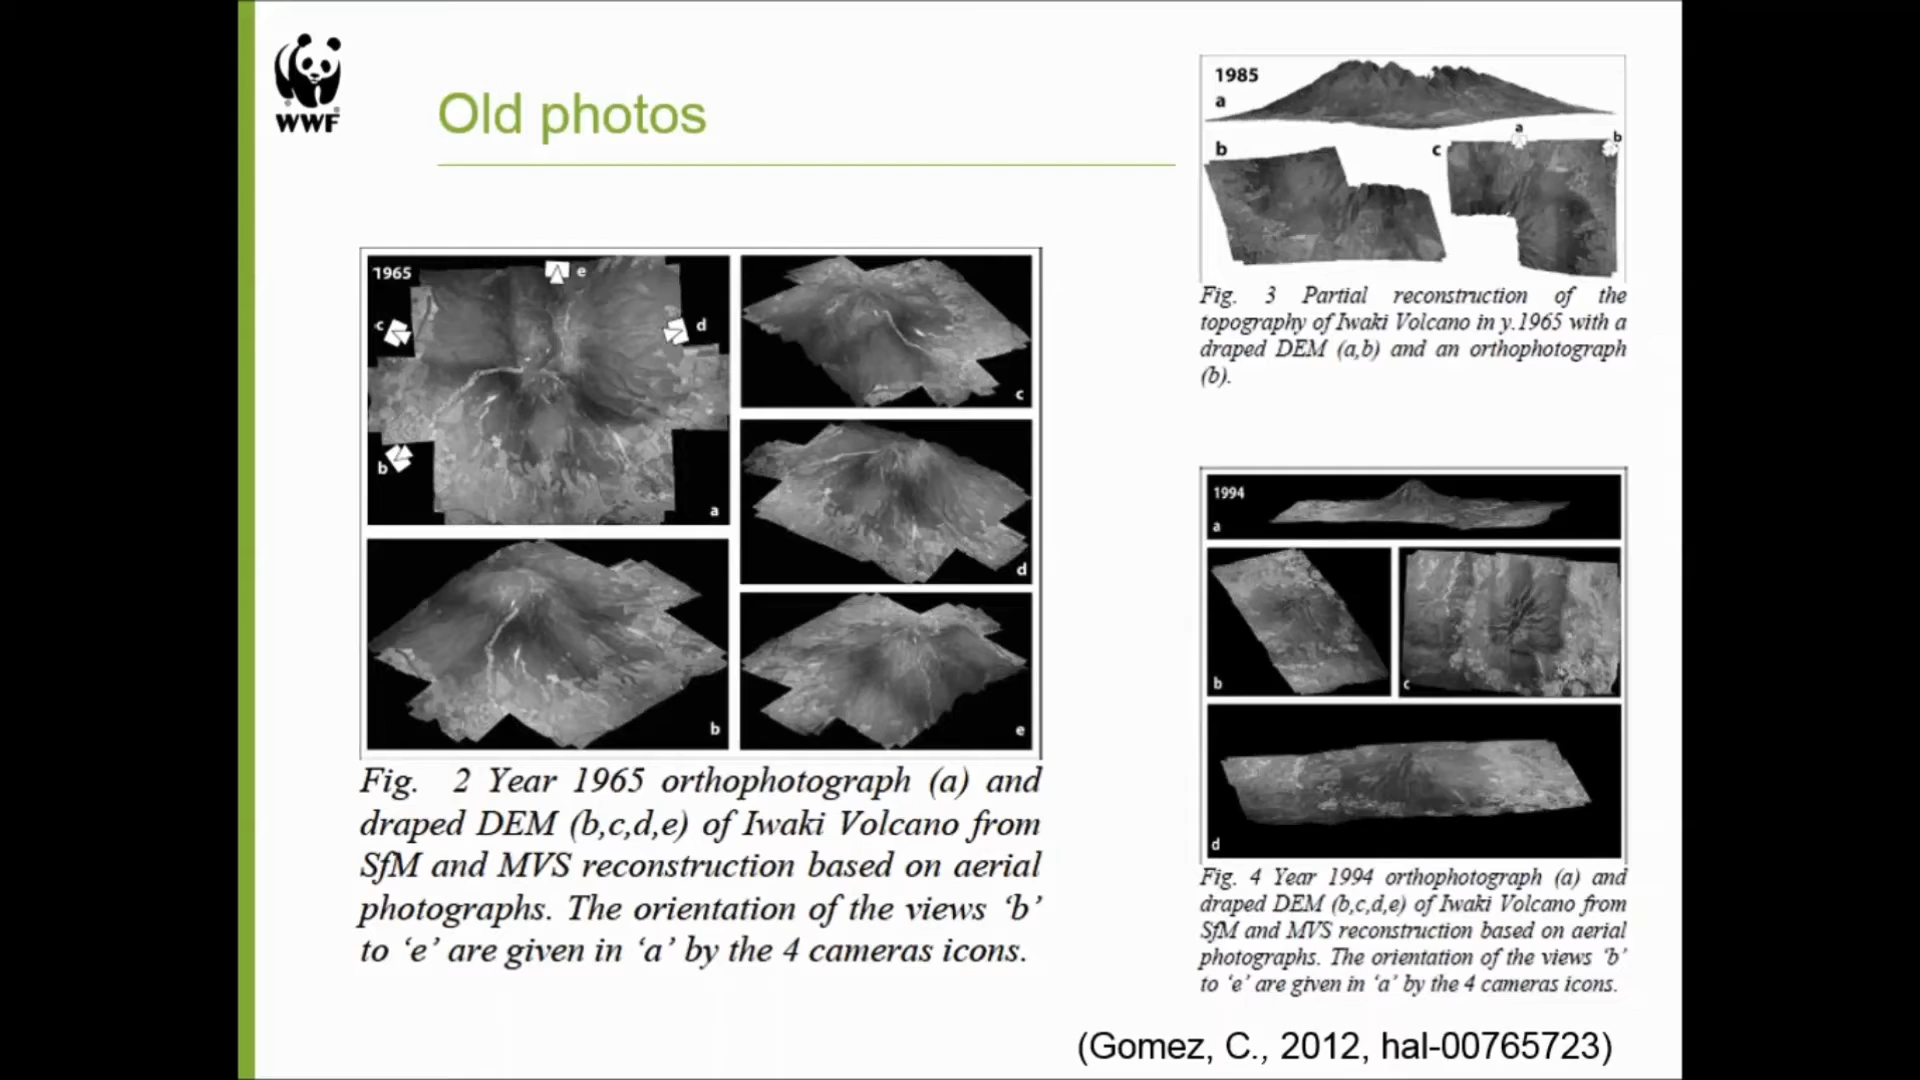 WWF
Old photos
1965
e
c
d
b
a
c
d
b
e
Fig. 2 Year 1965 orthophotograph (a) and
draped DEM (b,c,d,e) of Iwaki Volcano from
SfM and MVS reconstruction based on aerial
photographs. The orientation of the views ‘b’
to ‘e’ are given in ‘a’ by the 4 cameras icons.
1985
a
a
b
b
c
Fig. 3 Partial reconstruction of the
topography of Iwaki Volcano in y.1965 with a
draped DEM (a,b) and an orthophotograph
(b).
1994
a
b
c
d
Fig. 4 Year 1994 orthophotograph (a) and
draped DEM (b,c,d,e) of Iwaki Volcano from
SfM and MVS reconstruction based on aerial
photographs. The orientation of the views ‘b’
to ‘e’ are given in ‘a’ by the 4 cameras icons.
(Gomez, C., 2012, hal-00765723)